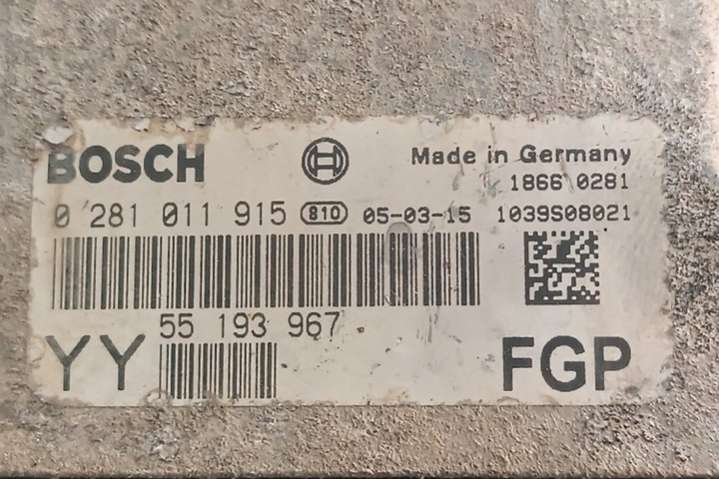 BOSCH Made in Germany
1866 0281
0 281 011 915 810 05-03-15 1039S08021
55 193 967
YY FGP